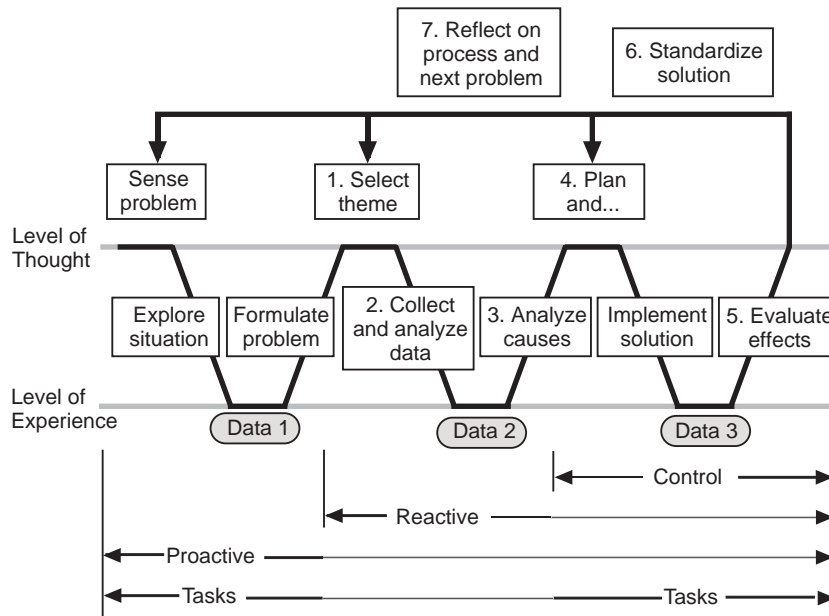 7. Reflect on
process and
next problem
6. Standardize
solution
Sense
problem
1. Select
theme
4. Plan
and...
Level of
Thought
Explore
situation
Formulate
problem
2. Collect
and analyze
data
3. Analyze
causes
Implement
solution
5. Evaluate
effects
Level of
Experience
Data 1
Data 2
Data 3
Control
Reactive
Proactive
Tasks
Tasks